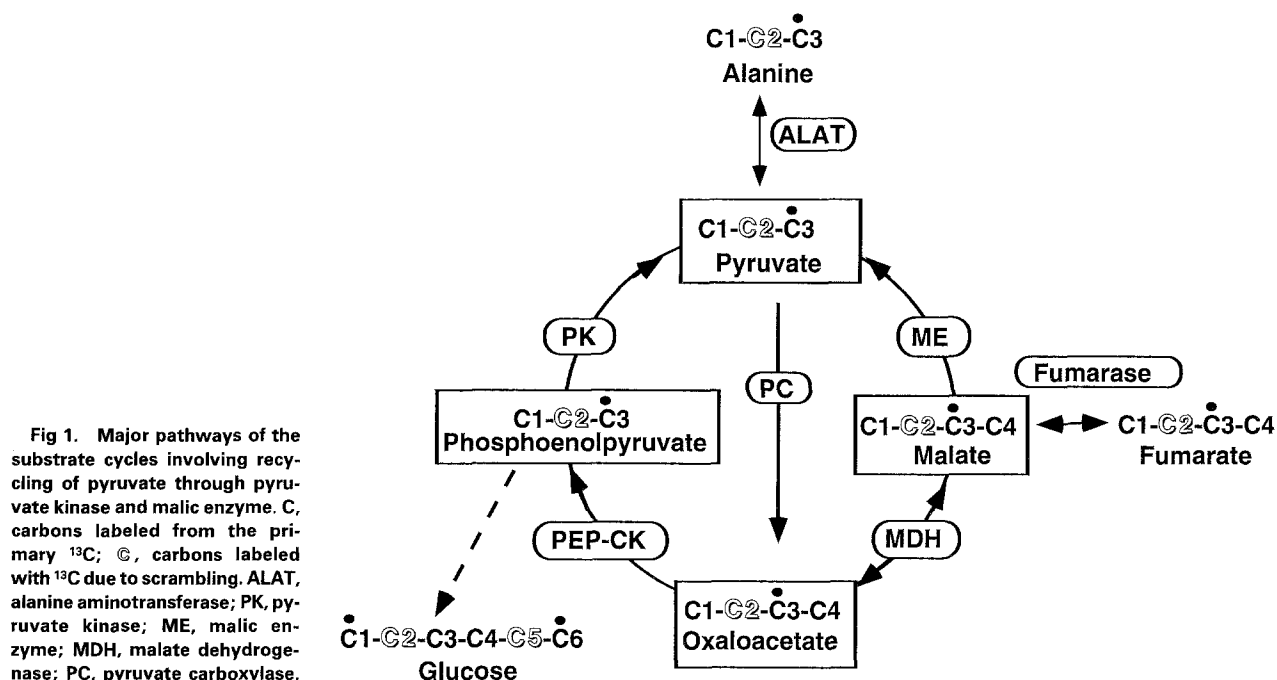 C1-C2-C3
Alanine
ALAT
C1-C2-C3
Pyruvate
PK
ME
PC
Fumarase
C1-C2-C3
Phosphoenolpyruvate
C1-C2-C3-C4
Malate
C1-C2-C3-C4
Fumarate
PEP-CK
MDH
C1-C2-C3-C4
Oxaloacetate
C1-C2-C3-C4-C5-C6
Glucose
Fig 1. Major pathways of the
substrate cycles involving recy-
cling of pyruvate through pyru-
vate kinase and malic enzyme. C,
carbons labeled from the pri-
mary ¹³C; ℂ, carbons labeled
with ¹³C due to scrambling. ALAT,
alanine aminotransferase; PK, py-
ruvate kinase; ME, malic en-
zyme; MDH, malate dehydroge-
nase; PC, pyruvate carboxylase.